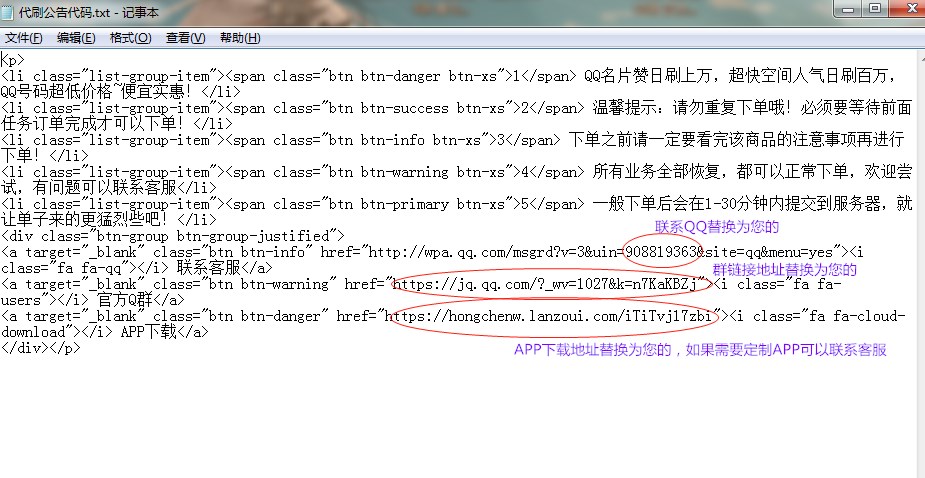 代刷公告代码.txt - 记事本
文件(F) 编辑(E) 格式(O) 查看(V) 帮助(H)
<p>
<li class="list-group-item"><span class="btn btn-danger btn-xs">1</span> QQ名片赞日刷上万，超快空间人气日刷百万，
QQ号码超低价格~便宜实惠！</li>
<li class="list-group-item"><span class="btn btn-success btn-xs">2</span> 温馨提示：请勿重复下单哦！必须要等待前面
任务订单完成才可以下单！</li>
<li class="list-group-item"><span class="btn btn-info btn-xs">3</span> 下单之前请一定要看完该商品的注意事项再进行
下单！</li>
<li class="list-group-item"><span class="btn btn-warning btn-xs">4</span> 所有业务全部恢复，都可以正常下单，欢迎尝
试，有问题可以联系客服</li>
<li class="list-group-item"><span class="btn btn-primary btn-xs">5</span> 一般下单后会在1-30分钟内提交到服务器，就
让单子来的更猛烈些吧！</li>
联系QQ替换为您的
<div class="btn-group btn-group-justified">
<a target="_blank" class="btn btn-info" href="http://wpa.qq.com/msgrd?v=3&uin=908819363&site=qq&menu=yes"><i
class="fa fa-qq"></i> 联系客服</a>
群链接地址替换为您的
<a target="_blank" class="btn btn-warning" href="https://jq.qq.com/?_wv=1027&k=n7KaKBZj"><i class="fa fa-
users"></i> 官方Q群</a>
<a target="_blank" class="btn btn-danger" href="https://hongchenw.lanzoui.com/iTiTvj17zbi"><i class="fa fa-cloud-
download"></i> APP下载</a>
</div></p>
APP下载地址替换为您的，如果需要定制APP可以联系客服